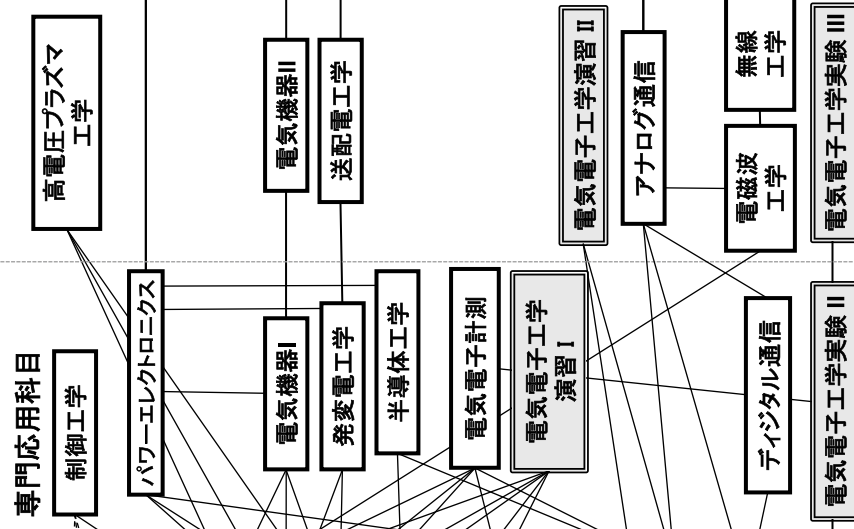 専門応用科目
高電圧プラズマ
工学
制御工学
パワーエレクトロニクス
電気機器II
電気機器I
送配電工学
発変電工学
半導体工学
電気電子計測
電気電子工学演習 II
電気電子工学
演習 I
アナログ通信
無線
工学
電磁波
工学
ディジタル通信
電気電子工学実験 III
電気電子工学実験 II